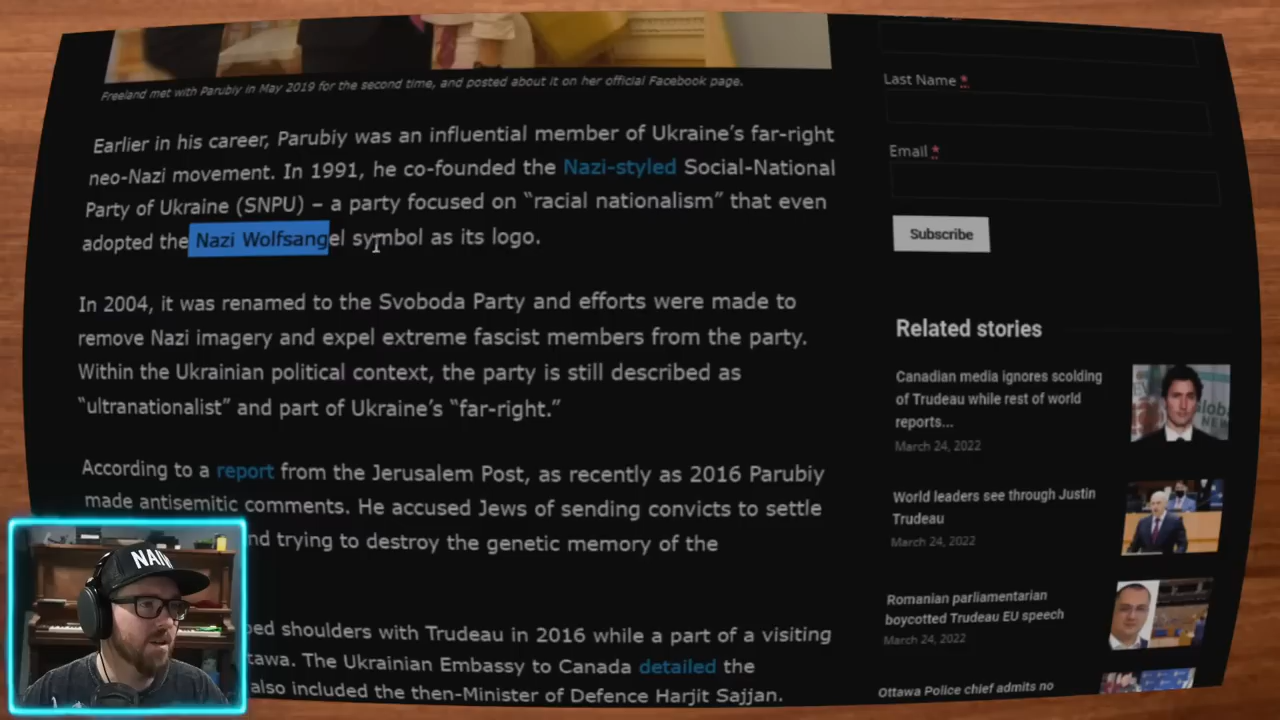 Freeland met with Parubiy in May 2019 for the second time, and posted about it on her official Facebook page.
Earlier in his career, Parubiy was an influential member of Ukraine's far-right
neo-Nazi movement. In 1991, he co-founded the Nazi-styled Social-National
Party of Ukraine (SNPU) – a party focused on “racial nationalism” that even
adopted the Nazi Wolfsangel symbol as its logo.
In 2004, it was renamed to the Svoboda Party and efforts were made to
remove Nazi imagery and expel extreme fascist members from the party.
Within the Ukrainian political context, the party is still described as
“ultranationalist” and part of Ukraine's “far-right.”
According to a report from the Jerusalem Post, as recently as 2016 Parubiy
made antisemitic comments. He accused Jews of sending convicts to settle
trying to destroy the genetic memory of the
shoulders with Trudeau in 2016 while a part of a visiting
The Ukrainian Embassy to Canada detailed the
also included the then-Minister of Defence Harjit Sajjan.
Last Name *
Email *
Subscribe
Related stories
Canadian media ignores scolding
of Trudeau while rest of world
reports...
March 24, 2022
World leaders see through Justin
Trudeau
March 24, 2022
Romanian parliamentarian
boycotted Trudeau EU speech
March 24, 2022
Ottawa Police chief admits no